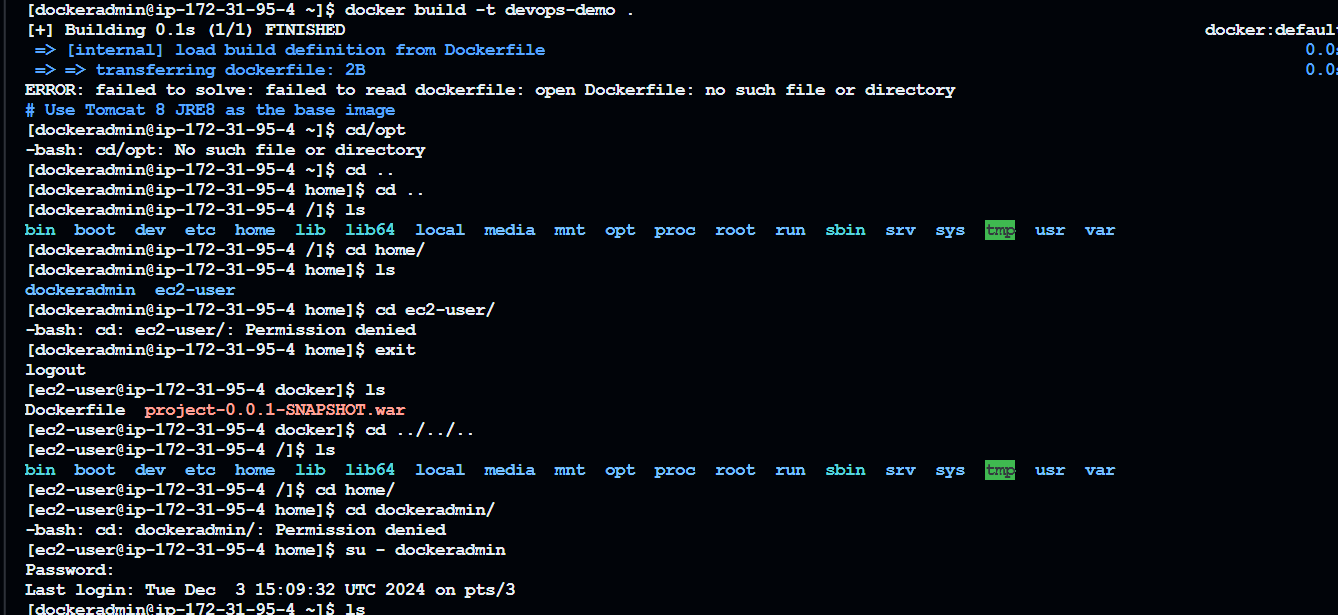 [dockeradmin@ip-172-31-95-4 ~]$ docker build -t devops-demo .
[+] Building 0.1s (1/1) FINISHED docker:default
=> [internal] load build definition from Dockerfile 0.0s
=> => transferring dockerfile: 2B 0.0s
ERROR: failed to solve: failed to read dockerfile: open Dockerfile: no such file or directory
# Use Tomcat 8 JRE8 as the base image
[dockeradmin@ip-172-31-95-4 ~]$ cd/opt
-bash: cd/opt: No such file or directory
[dockeradmin@ip-172-31-95-4 ~]$ cd ..
[dockeradmin@ip-172-31-95-4 home]$ cd ..
[dockeradmin@ip-172-31-95-4 /]$ ls
bin boot dev etc home lib lib64 local media mnt opt proc root run sbin srv sys tmp usr var
[dockeradmin@ip-172-31-95-4 /]$ cd home/
[dockeradmin@ip-172-31-95-4 home]$ ls
dockeradmin ec2-user
[dockeradmin@ip-172-31-95-4 home]$ cd ec2-user/
-bash: cd: ec2-user/: Permission denied
[dockeradmin@ip-172-31-95-4 home]$ exit
logout
[ec2-user@ip-172-31-95-4 docker]$ ls
Dockerfile project-0.0.1-SNAPSHOT.war
[ec2-user@ip-172-31-95-4 docker]$ cd ../../..
[ec2-user@ip-172-31-95-4 /]$ ls
bin boot dev etc home lib lib64 local media mnt opt proc root run sbin srv sys tmp usr var
[ec2-user@ip-172-31-95-4 /]$ cd home/
[ec2-user@ip-172-31-95-4 home]$ cd dockeradmin/
-bash: cd: dockeradmin/: Permission denied
[ec2-user@ip-172-31-95-4 home]$ su - dockeradmin
Password:
Last login: Tue Dec  3 15:09:32 UTC 2024 on pts/3
[dockeradmin@ip-172-31-95-4 ~]$ ls